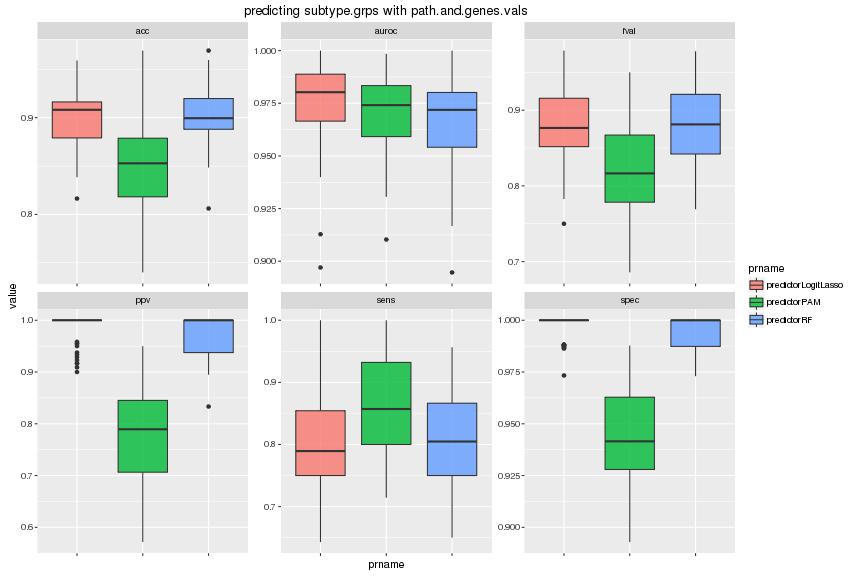 predicting subtype.grps with path.and.genes.vals
acc
auroc
fval
0.9
0.8
1.000
0.975
0.950
0.925
0.900
0.9
0.8
0.7
value
ppv
sens
spec
1.0
0.9
0.8
0.7
0.6
1.0
0.9
0.8
0.7
1.000
0.975
0.950
0.925
0.900
prname
prname
predictorLogitLasso
predictorPAM
predictorRF